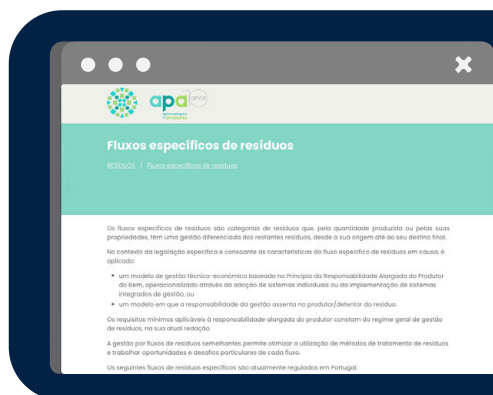 apa
Fluxos específicos de resíduos
RESÍDUOS / Fluxos específicos de resíduos
Os fluxos específicos de resíduos são categorias de resíduos que, pela quantidade produzida ou pelas suas
propriedades, têm uma gestão diferenciada dos restantes resíduos, desde a sua origem até ao seu destino final.
No contexto da legislação específica e consoante as características do fluxo específico de resíduos em causa, é
aplicado:
• um modelo de gestão técnico-económico baseado no Princípio da Responsabilidade Alargada do Produtor
do bem, operacionalizado através da adoção de sistemas individuais ou da implementação de sistemas
integrados de gestão, ou
• um modelo em que a responsabilidade da gestão assenta no produtor/detentor do resíduo.
Os requisitos mínimos aplicáveis à responsabilidade alargada do produtor constam do regime geral de gestão
de resíduos, na sua atual redação.
A gestão por fluxos de resíduos semelhantes permite otimizar a utilização de métodos de tratamento de resíduos
e trabalhar oportunidades e desafios particulares de cada fluxo.
Os seguintes fluxos de resíduos específicos são atualmente regulados em Portugal: